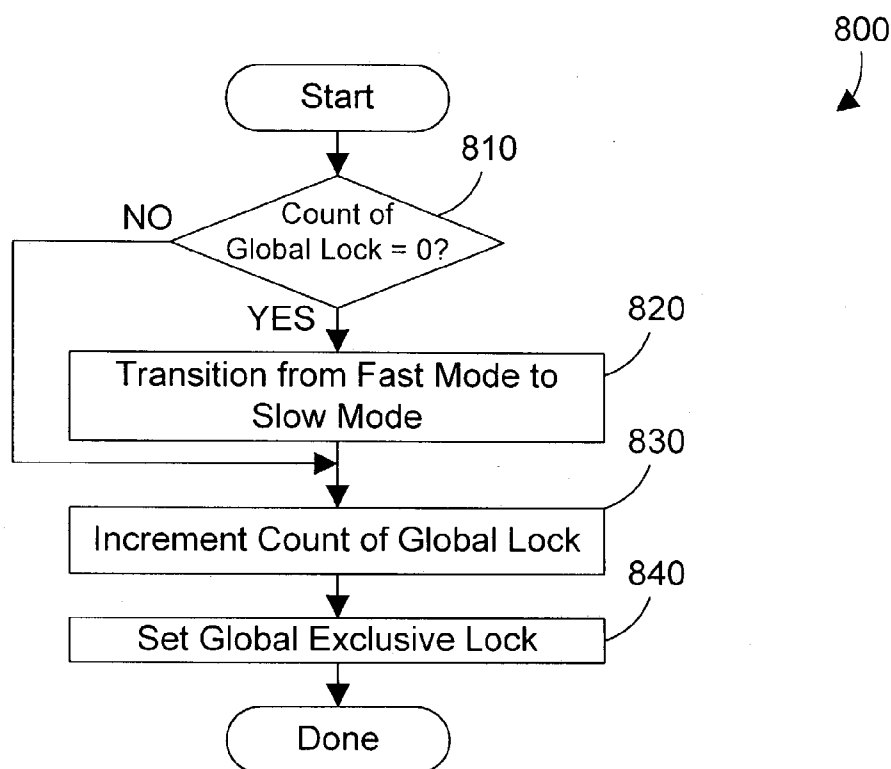 800
Start
810
NO
Count of
Global Lock = 0?
YES
820
Transition from Fast Mode to
Slow Mode
830
Increment Count of Global Lock
840
Set Global Exclusive Lock
Done